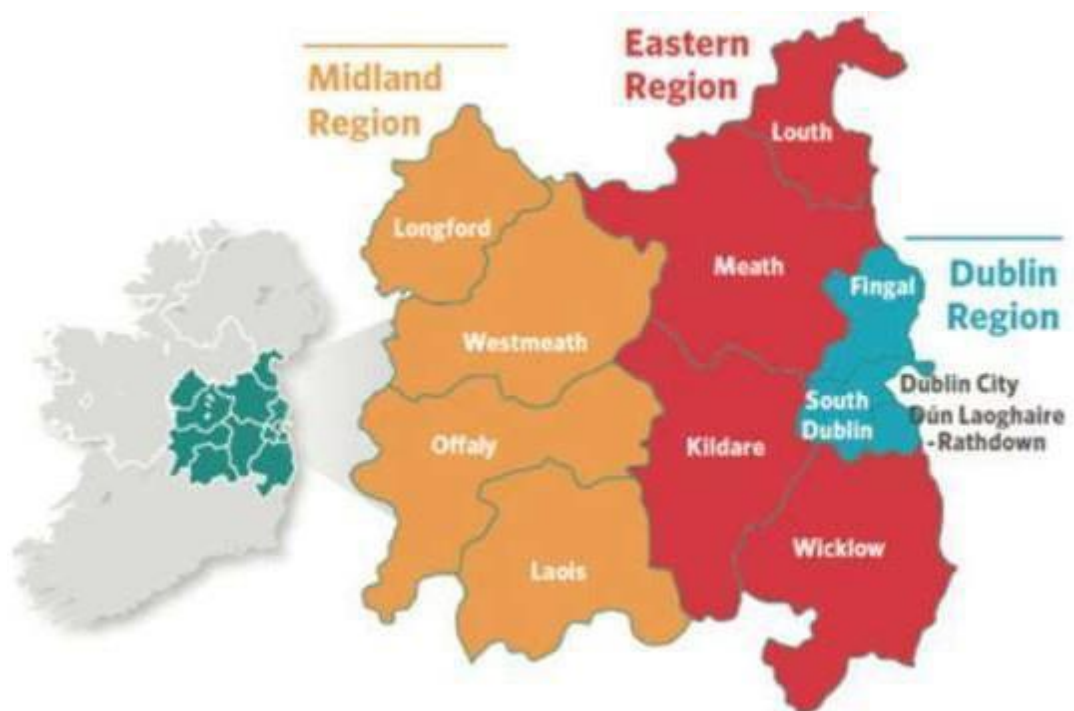 Midland
Region
Eastern
Region
Louth
Longford
Meath
Fingal
Dublin
Region
Westmeath
Dublin City
South
Dublin
Dún Laoghaire
-Rathdown
Offaly
Kildare
Wicklow
Laois